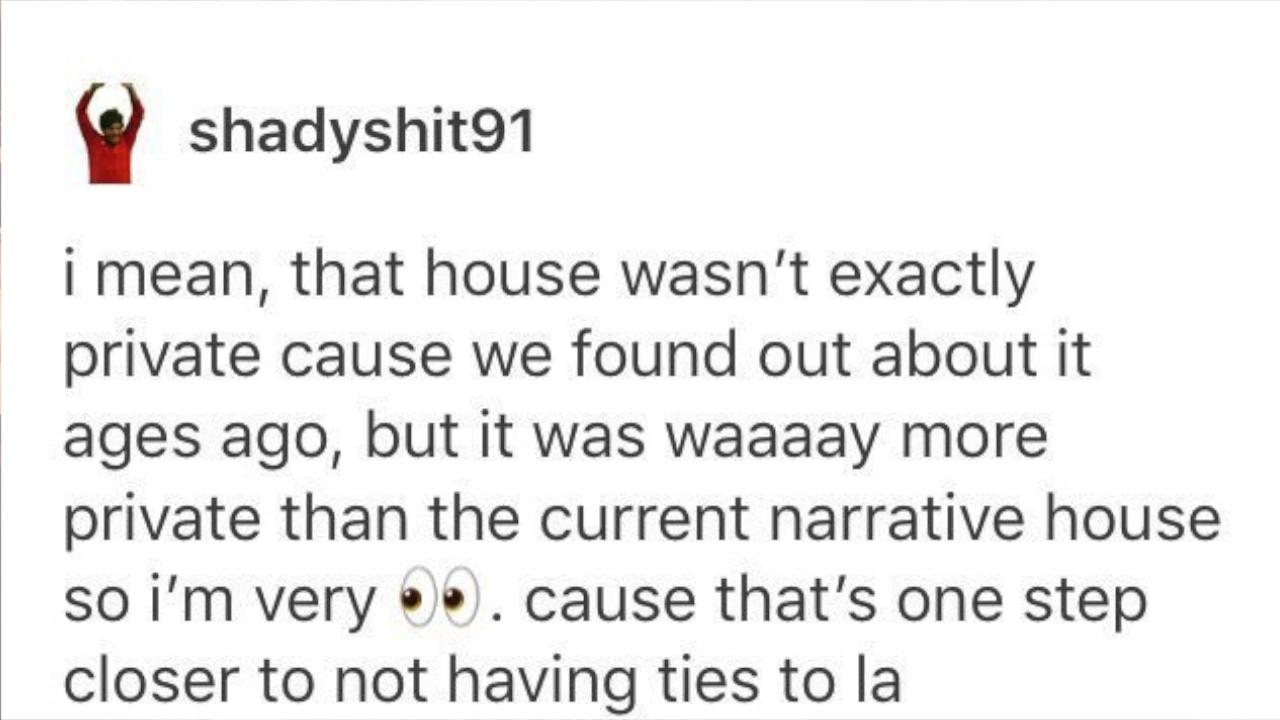 shadyshit91
i mean, that house wasn’t exactly
private cause we found out about it
ages ago, but it was waaaay more
private than the current narrative house
so i’m very 👀. cause that’s one step
closer to not having ties to la